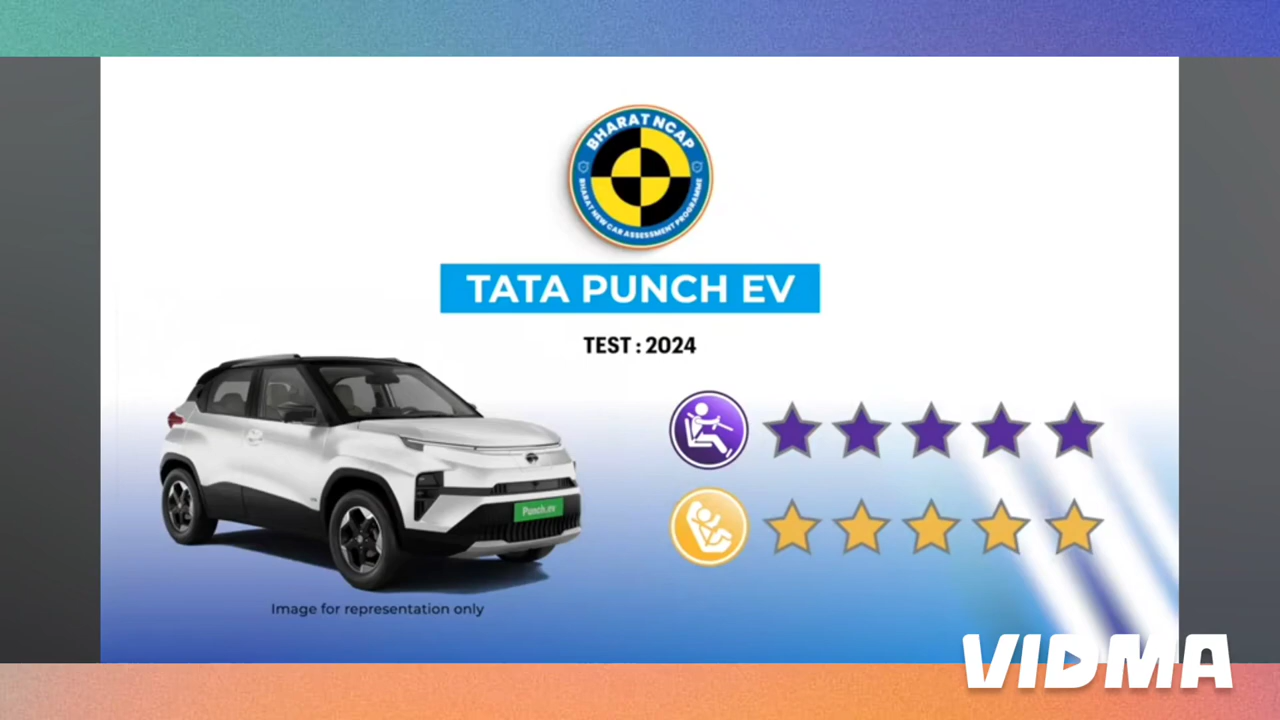 BHARAT NCAP
BHARAT NEW CAR ASSESSMENT PROGRAMME
TATA PUNCH EV
TEST : 2024
Punch.ev
Image for representation only
VIDMA